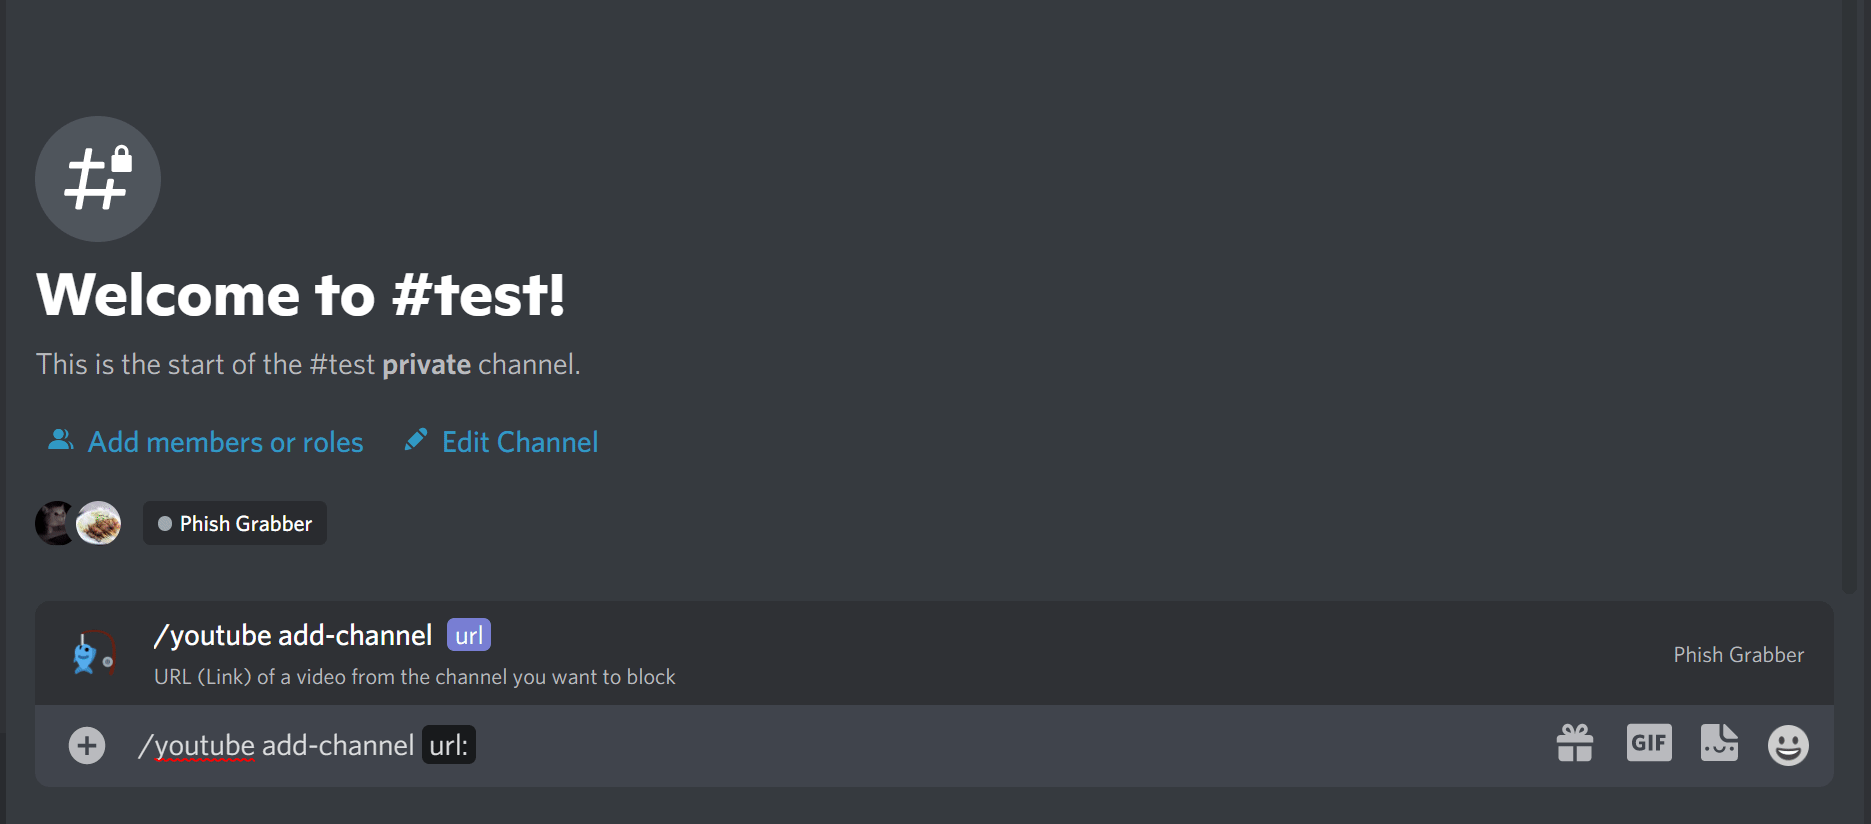 Welcome to #test!
This is the start of the #test private channel.
Add members or roles
Edit Channel
Phish Grabber
/youtube add-channel url
URL (Link) of a video from the channel you want to block
Phish Grabber
/youtube add-channel url:
GIF